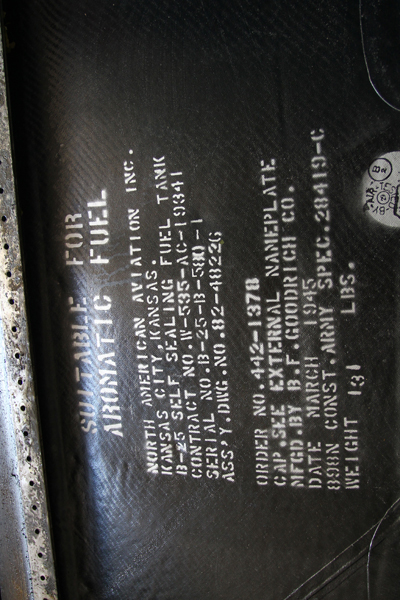 SUITABLE FOR
AROMATIC FUEL
NORTH AMERICAN AVIATION INC.
KANSAS CITY, KANSAS.
B-25 SELF SEALING FUEL TANK
CONTRACT NO. W-535-AC-19341
SERIAL NO. B-25-B-580-1
ASS'Y. DWG. NO. 82-48226
ORDER NO. 442-1378
CAP. SEE EXTERNAL NAMEPLATE
MFGD. BY B.F. GOODRICH CO.
DATE MARCH 1945
898N CONST. ARMY SPEC. 28419-C
WEIGHT 131 LBS.